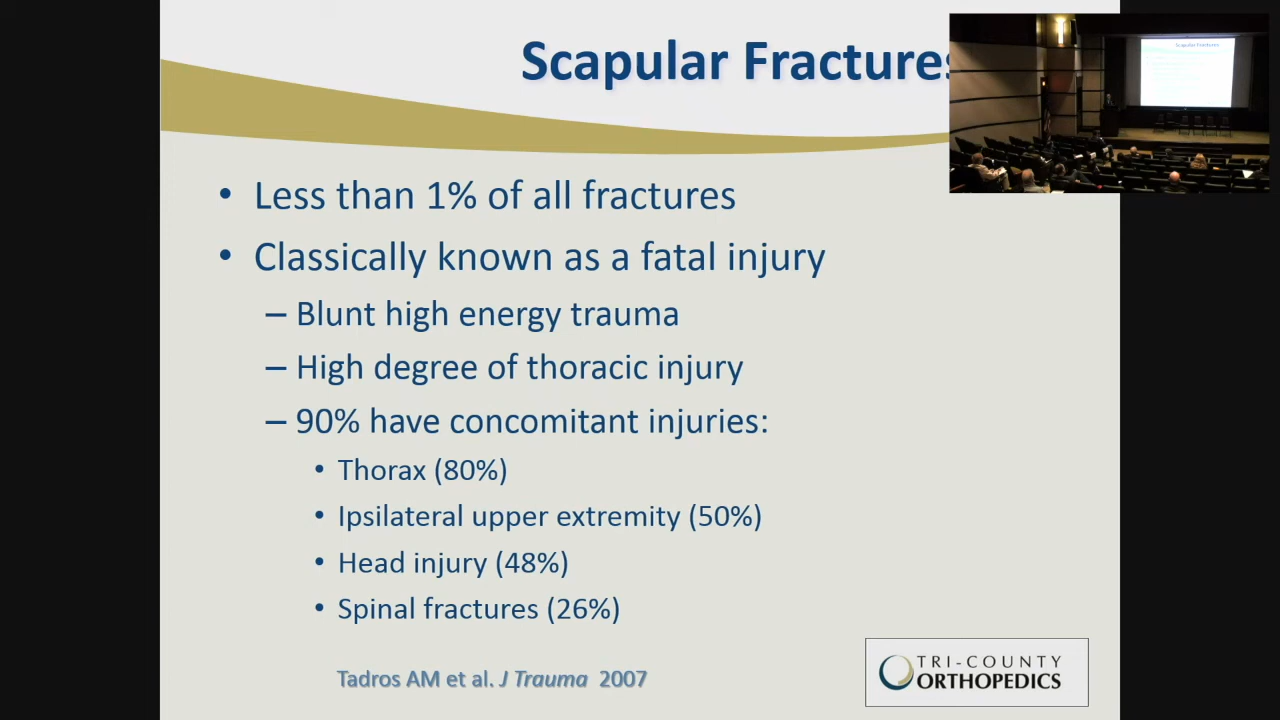 Scapular Fractures
Scapular Fractures
• Less than 1% of all fractures
• Classically known as a fatal injury
– Blunt high energy trauma
– High degree of thoracic injury
– 90% have concomitant injuries:
• Thorax (80%)
• Ipsilateral upper extremity (50%)
• Head injury (48%)
• Spinal fractures (26%)
Tadros AM et al. J Trauma 2007
TRI-COUNTY
ORTHOPEDICS